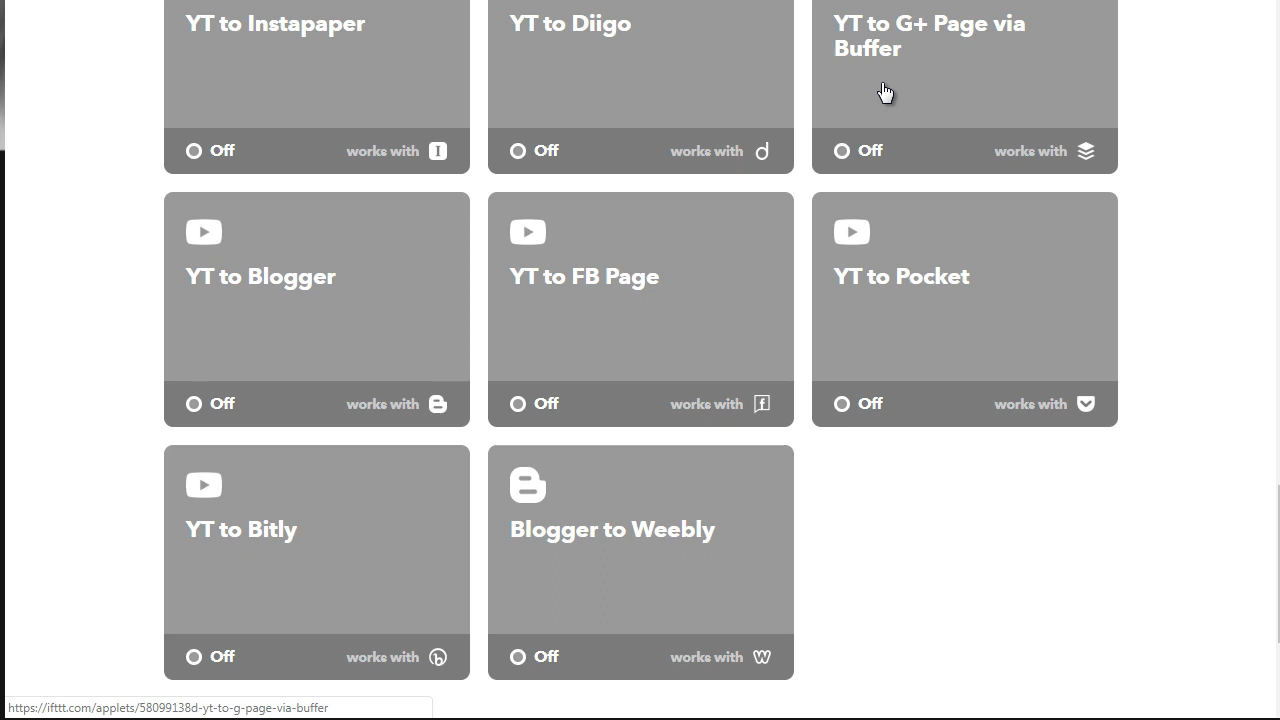 YT to Instapaper
YT to Diigo
YT to G+ Page via
Buffer
Off
works with
Off
works with
Off
works with
YT to Blogger
YT to FB Page
YT to Pocket
Off
works with
Off
works with
Off
works with
YT to Bitly
Blogger to Weebly
Off
works with
Off
works with
https://ifttt.com/applets/58099138d-yt-to-g-page-via-buffer